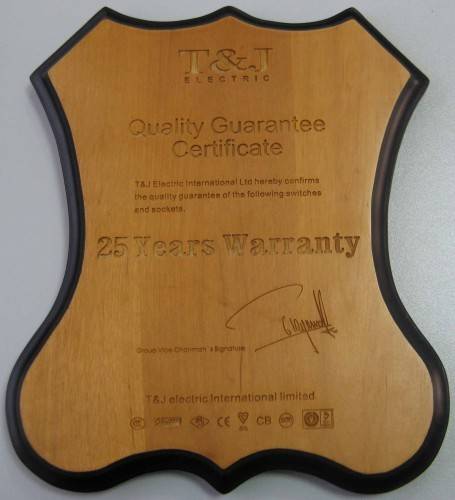 T&J
ELECTRIC
Quality Guarantee
Certificate
T&J Electric International Ltd hereby confirms
the quality guarantee of the following switches
and sockets.
25 Years Warranty
Group Vice Chairman's Signature
T&J electric International limited
CE CB